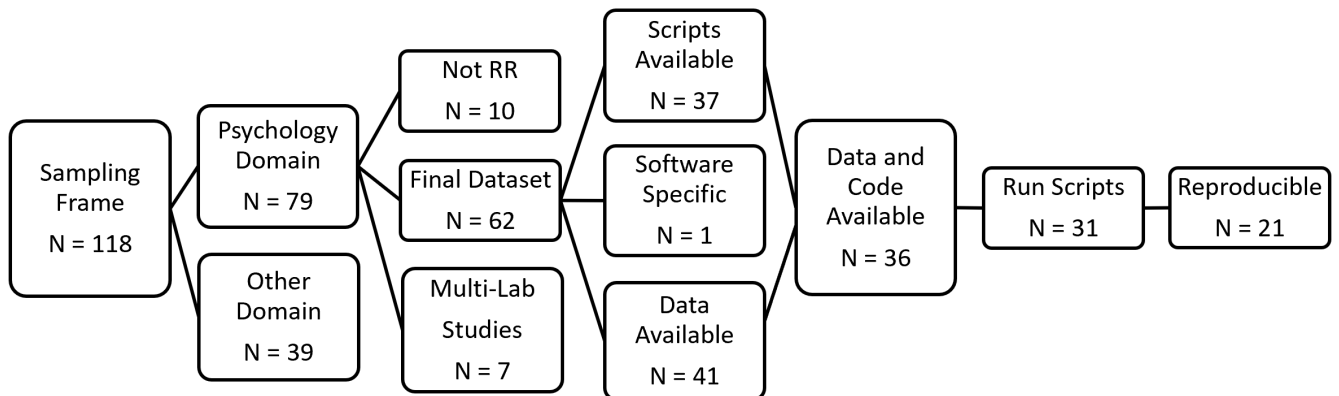 Sampling
Frame
N = 118
Psychology
Domain
N = 79
Other
Domain
N = 39
Not RR
N = 10
Final Dataset
N = 62
Multi-Lab
Studies
N = 7
Scripts
Available
N = 37
Software
Specific
N = 1
Data
Available
N = 41
Data and
Code
Available
N = 36
Run Scripts
N = 31
Reproducible
N = 21